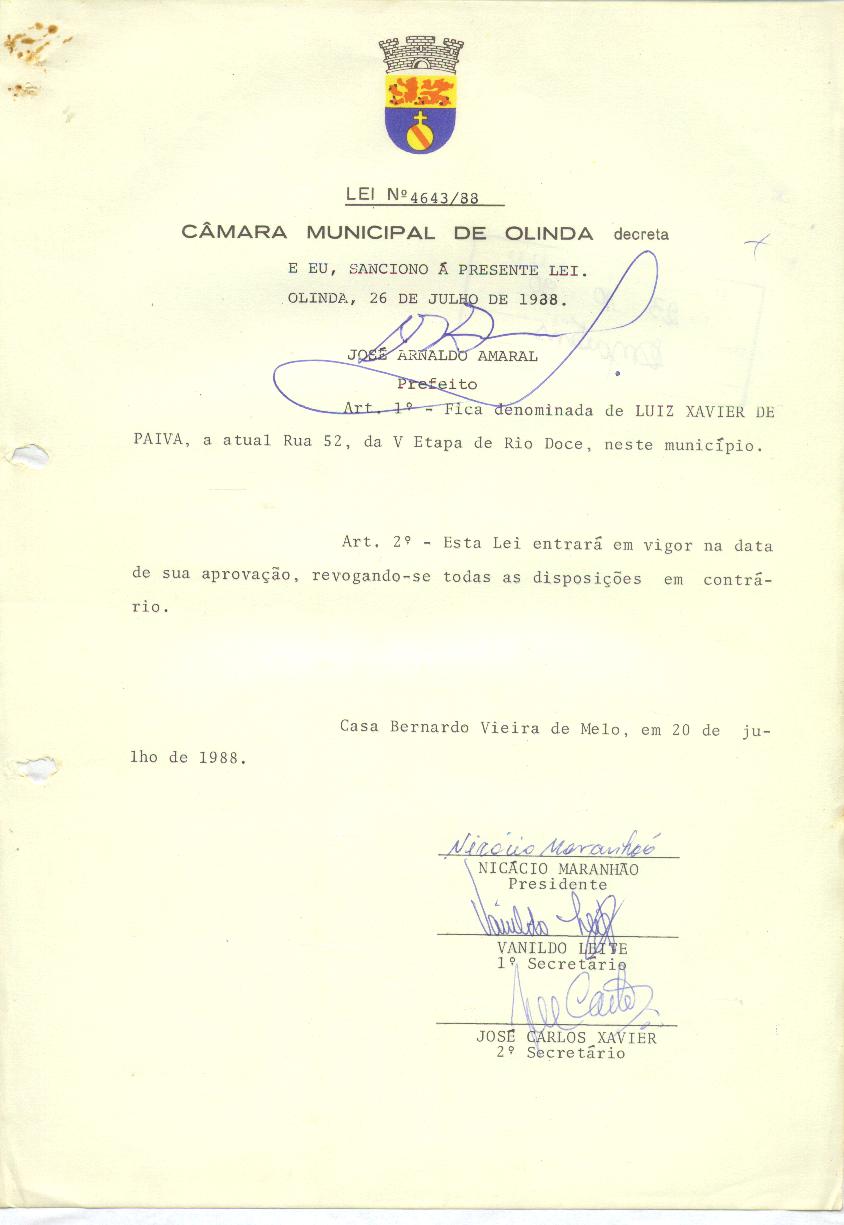 LEI Nº 4643/88
CÂMARA MUNICIPAL DE OLINDA decreta
E EU, SANCIONO Á PRESENTE LEI.
OLINDA, 26 DE JULHO DE 1988.
JOSÉ ARNALDO AMARAL
Prefeito
Art. 1º - Fica denominada de LUIZ XAVIER DE
PAIVA, a atual Rua 52, da V Etapa de Rio Doce, neste município.
Art. 2º - Esta Lei entrará em vigor na data
de sua aprovação, revogando-se todas as disposições em contrá-
rio.
Casa Bernardo Vieira de Melo, em 20 de ju-
lho de 1988.
Nicácio Maranhão
NICÁCIO MARANHÃO
Presidente
Vanildo
VANILDO LEITE
1º Secretário
JOSÉ CARLOS XAVIER
2º Secretário